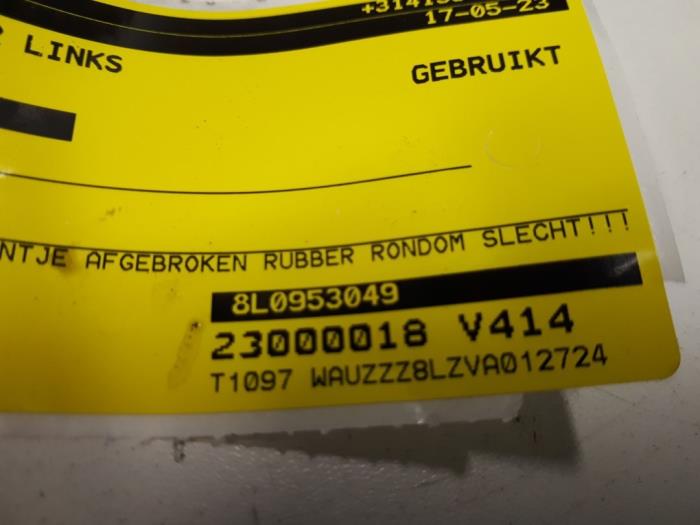 17-05-23
LINKS
GEBRUIKT
NTJE AFGEBROKEN RUBBER RONDOM SLECHT!!!
8L0953049
23000018 V414
T1097 WAUZZZ8LZVA012724